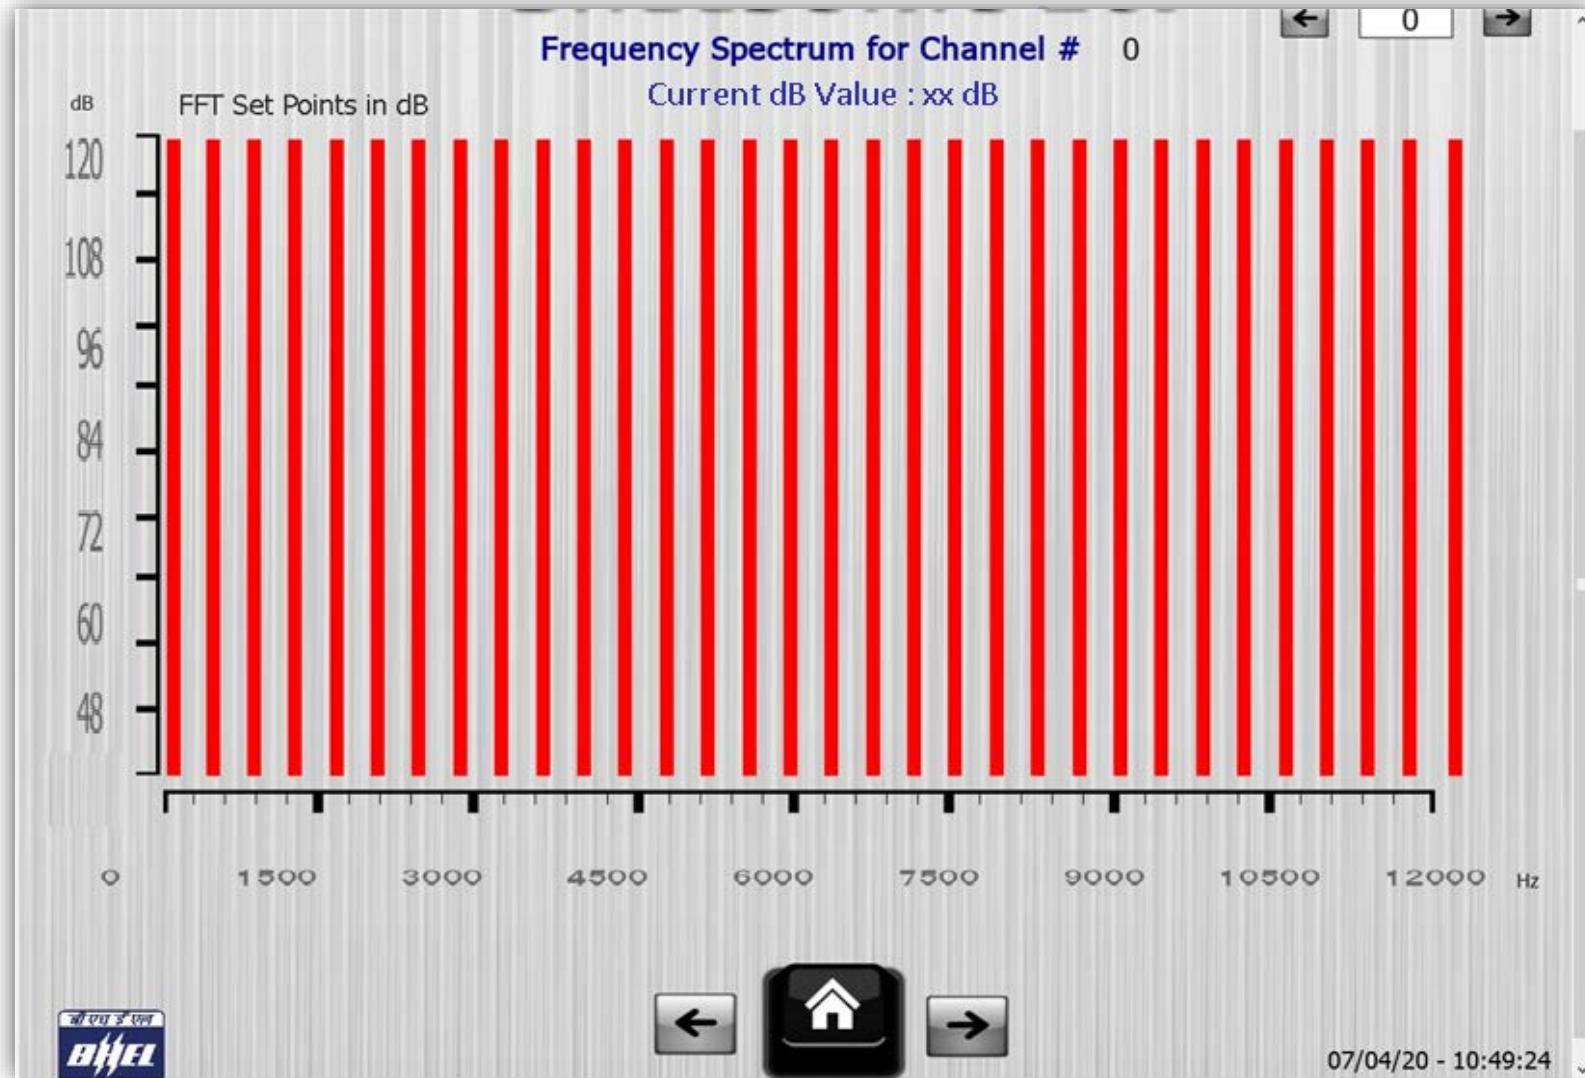 0
Frequency Spectrum for Channel # 0
Current dB Value : xx dB
dB
FFT Set Points in dB
120
108
96
84
72
60
48
0 1500 3000 4500 6000 7500 9000 10500 12000 Hz
बी एच ई एल
BHEL
07/04/20 - 10:49:24